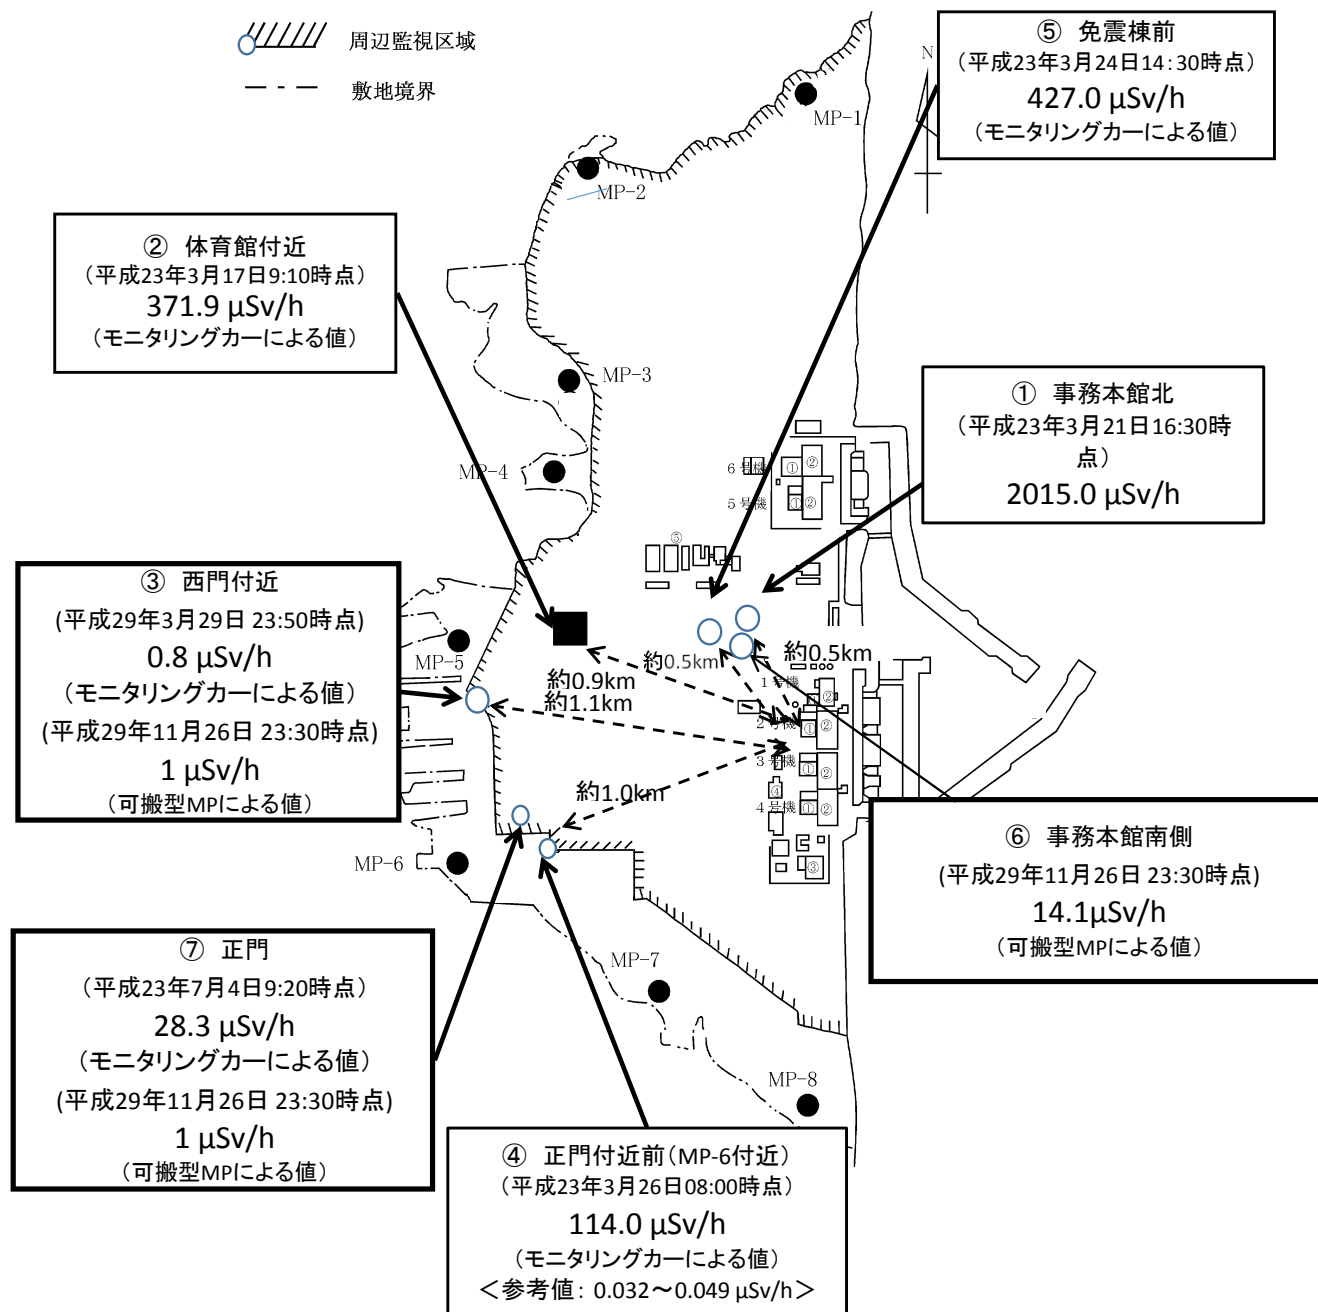 周辺監視区域
敷地境界
⑤ 免震棟前
（平成23年3月24日14:30時点）
427.0 μSv/h
（モニタリングカーによる値）
N
MP-1
MP-2
② 体育館付近
（平成23年3月17日9:10時点）
371.9 μSv/h
（モニタリングカーによる値）
MP-3
① 事務本館北
（平成23年3月21日16:30時
点）
2015.0 μSv/h
MP-4
6号機
① ②
5号機
① ②
⑤
③ 西門付近
(平成29年3月29日 23:50時点)
0.8 μSv/h
（モニタリングカーによる値）
(平成29年11月26日 23:30時点)
1 μSv/h
（可搬型MPによる値）
MP-5
約0.9km
約1.1km
約0.5km
約0.5km
1号機
②
2号機
① ②
3号機
① ②
④
4号機
① ②
③
約1.0km
MP-6
⑥ 事務本館南側
(平成29年11月26日 23:30時点)
14.1μSv/h
（可搬型MPによる値）
⑦ 正門
（平成23年7月4日9:20時点）
28.3 μSv/h
（モニタリングカーによる値）
(平成29年11月26日 23:30時点)
1 μSv/h
（可搬型MPによる値）
MP-7
MP-8
④ 正門付近前（MP-6付近）
（平成23年3月26日08:00時点）
114.0 μSv/h
（モニタリングカーによる値）
＜参考値：0.032～0.049 μSv/h＞